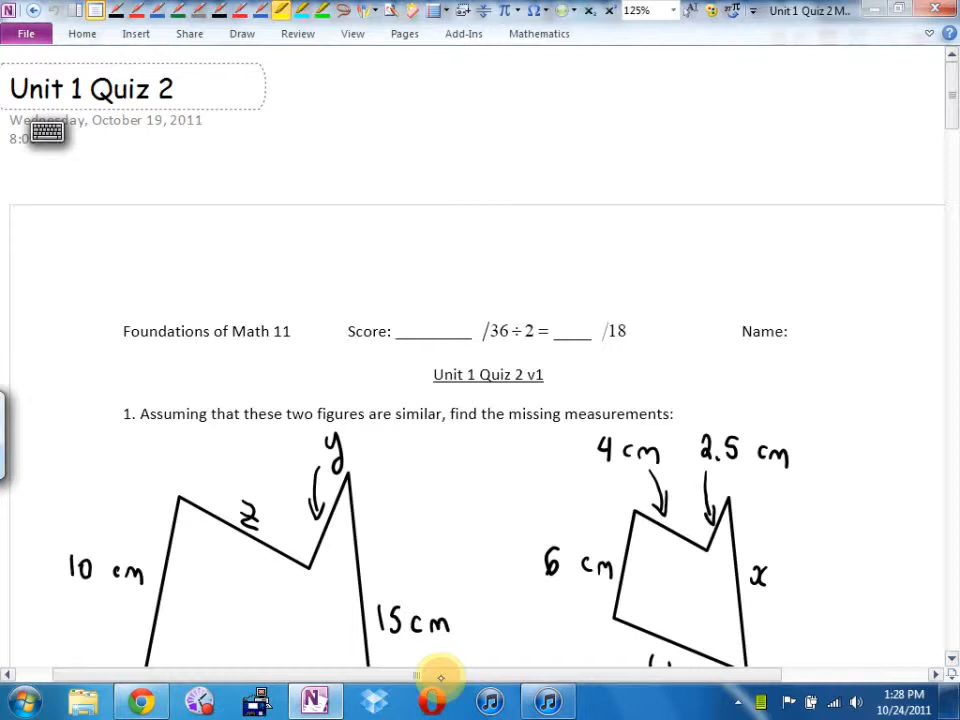 125%
Unit 1 Quiz 2 M...
File Home Insert Share Draw Review View Pages Add-Ins Mathematics
Unit 1 Quiz 2
Wednesday, October 19, 2011
Foundations of Math 11 Score: ________ /36 ÷ 2 = ____ /18 Name:
Unit 1 Quiz 2 v1
1. Assuming that these two figures are similar, find the missing measurements:
y 4 cm 2.5 cm
z
10 cm 6 cm x
15 cm
1:28 PM
10/24/2011